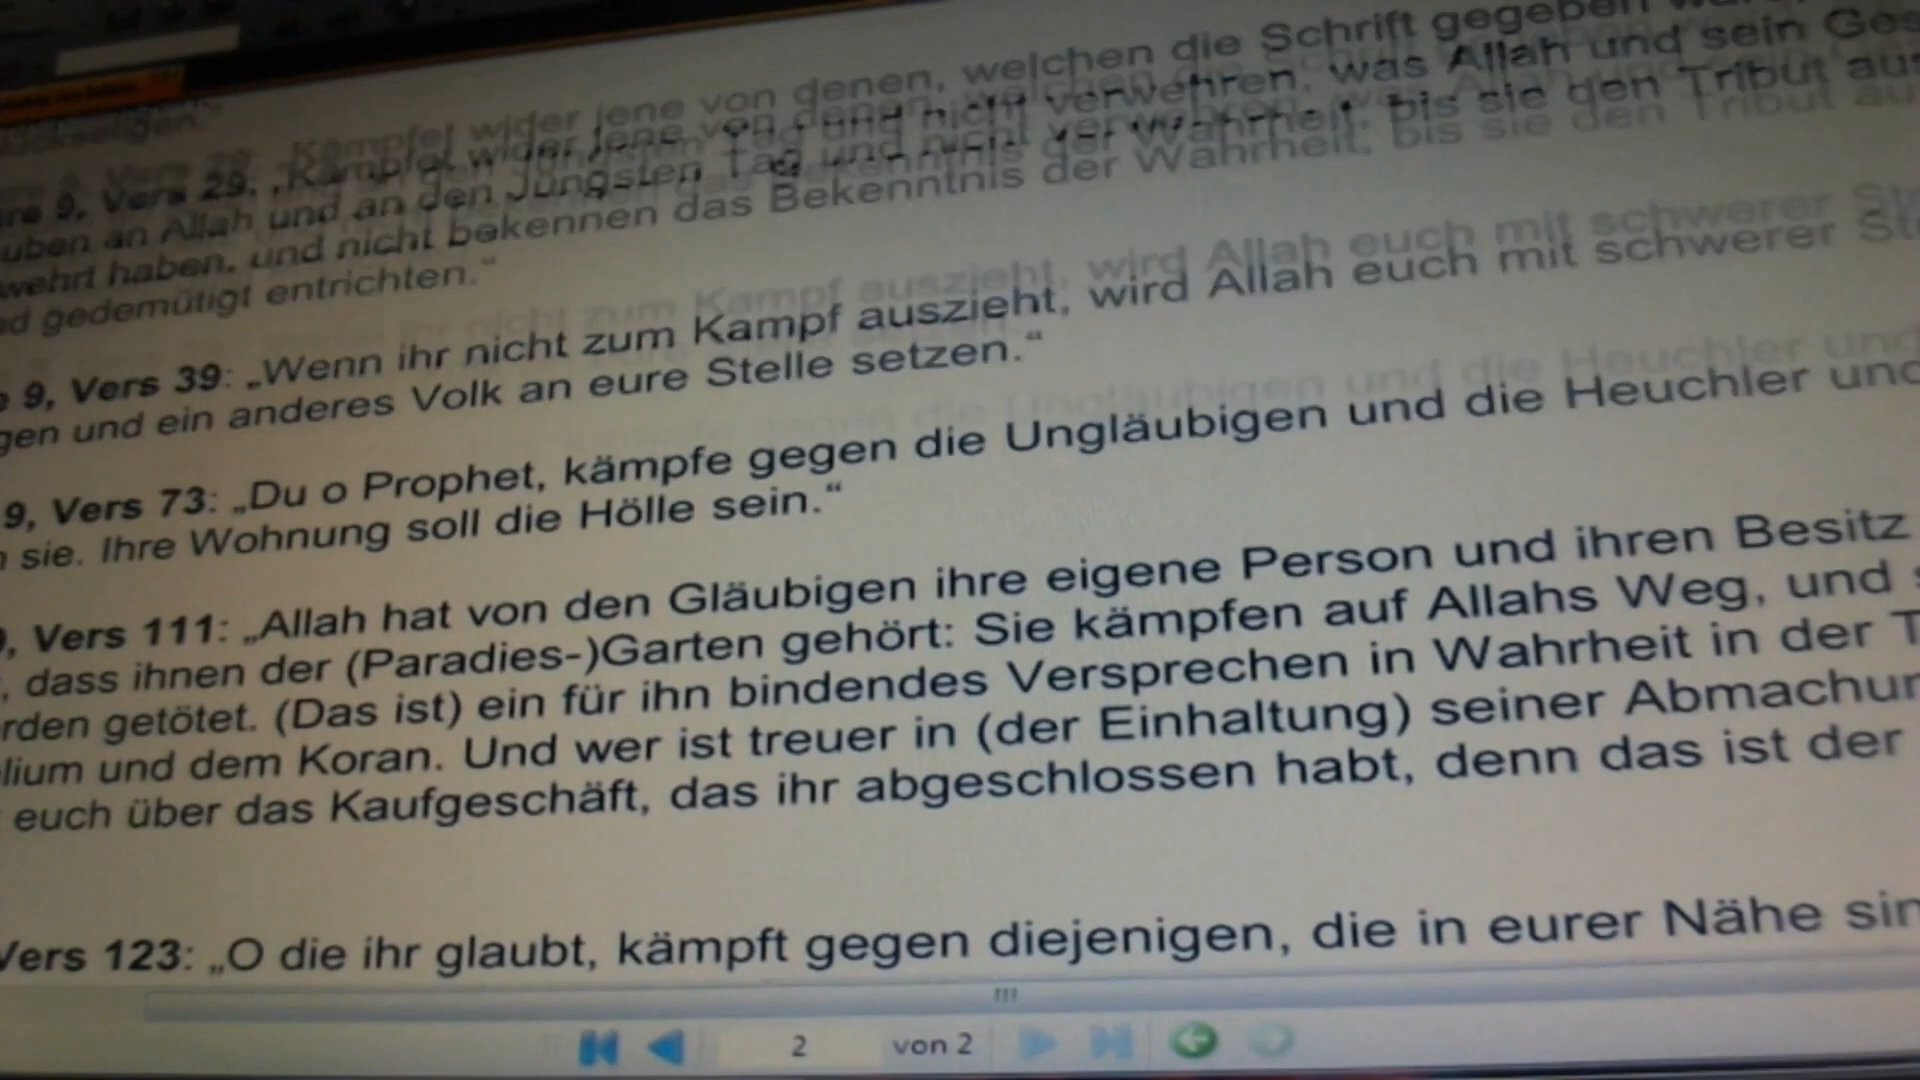 Vers 29. „Kämpfet wider jene von denen, welchen die Schrift gegeben
uben an Allah und an den Jüngsten Tag und nicht verwehren, was Allah und sein Ges
wehrt haben, und nicht bekennen das Bekenntnis der Wahrheit, bis sie den Tribut aus
nd gedemütigt entrichten.“
9, Vers 39: „Wenn ihr nicht zum Kampf auszieht, wird Allah euch mit schwerer St
gen und ein anderes Volk an eure Stelle setzen.“
9, Vers 73: „Du o Prophet, kämpfe gegen die Ungläubigen und die Heuchler und
sie. Ihre Wohnung soll die Hölle sein.“
, Vers 111: „Allah hat von den Gläubigen ihre eigene Person und ihren Besitz
, dass ihnen der (Paradies-)Garten gehört: Sie kämpfen auf Allahs Weg, und s
rden getötet. (Das ist) ein für ihn bindendes Versprechen in Wahrheit in der T
lium und dem Koran. Und wer ist treuer in (der Einhaltung) seiner Abmachun
euch über das Kaufgeschäft, das ihr abgeschlossen habt, denn das ist der
Vers 123: „O die ihr glaubt, kämpft gegen diejenigen, die in eurer Nähe sin
2 von 2